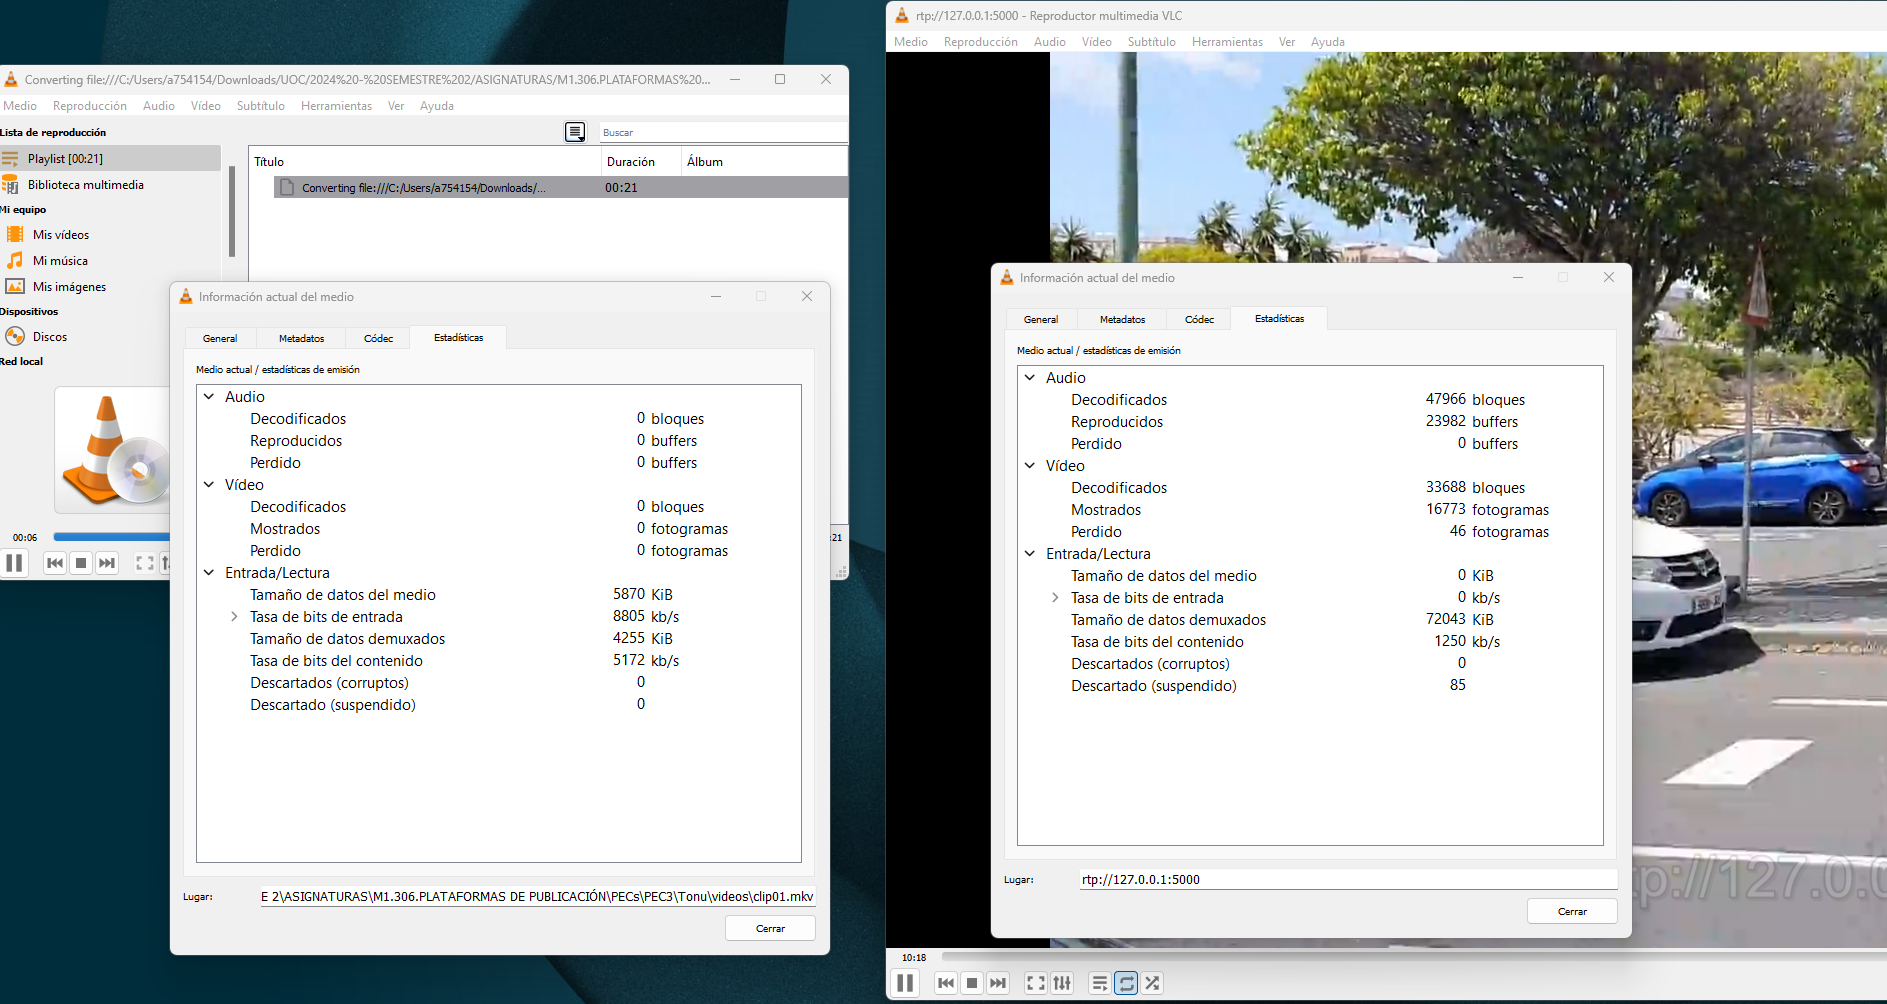 Converting file:///C:/Users/a754154/Downloads/UOC/2024%20-%20SEMESTRE%202/ASIGNATURAS/M1.306.PLATAFORMAS%20...
Medio Reproducción Audio Vídeo Subtítulo Herramientas Ver Ayuda
Lista de reproducción
Buscar
Playlist [00:21]
Biblioteca multimedia
Mi equipo
Mis vídeos
Mi música
Mis imágenes
Dispositivos
Discos
Red local
Título Duración Álbum
Converting file:///C:/Users/a754154/Downloads/... 00:21
00:06
:21
Información actual del medio
General Metadatos Códec Estadísticas
Medio actual / estadísticas de emisión
Audio
Decodificados 0 bloques
Reproducidos 0 buffers
Perdido 0 buffers
Vídeo
Decodificados 0 bloques
Mostrados 0 fotogramas
Perdido 0 fotogramas
Entrada/Lectura
Tamaño de datos del medio 5870 KiB
Tasa de bits de entrada 8805 kb/s
Tamaño de datos demuxados 4255 KiB
Tasa de bits del contenido 5172 kb/s
Descartados (corruptos) 0
Descartado (suspendido) 0
Lugar: E 2\ASIGNATURAS\M1.306.PLATAFORMAS DE PUBLICACIÓN\PECs\PEC3\Tonu\videos\clip01.mkv
Cerrar
rtp://127.0.0.1:5000 - Reproductor multimedia VLC
Medio Reproducción Audio Vídeo Subtítulo Herramientas Ver Ayuda
Información actual del medio
General Metadatos Códec Estadísticas
Medio actual / estadísticas de emisión
Audio
Decodificados 47966 bloques
Reproducidos 23982 buffers
Perdido 0 buffers
Vídeo
Decodificados 33688 bloques
Mostrados 16773 fotogramas
Perdido 46 fotogramas
Entrada/Lectura
Tamaño de datos del medio 0 KiB
Tasa de bits de entrada 0 kb/s
Tamaño de datos demuxados 72043 KiB
Tasa de bits del contenido 1250 kb/s
Descartados (corruptos) 0
Descartado (suspendido) 85
Lugar: rtp://127.0.0.1:5000
Cerrar
tp://127.0.0
10:18